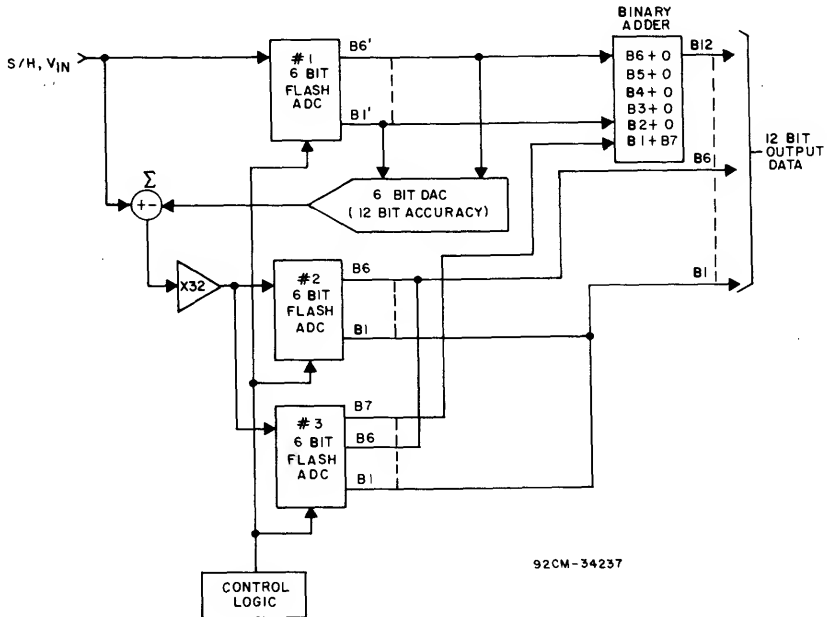 BINARY
ADDER
S/H, VIN
#1
6 BIT
FLASH
ADC
B6'
B1'
B6+0
B5+0
B4+0
B3+0
B2+0
B1+B7
B12
B6
B1
12 BIT
OUTPUT
DATA
Σ
+-
6 BIT DAC
(12 BIT ACCURACY)
X32
#2
6 BIT
FLASH
ADC
B6
B1
#3
6 BIT
FLASH
ADC
B7
B6
B1
CONTROL
LOGIC
92CM-34237